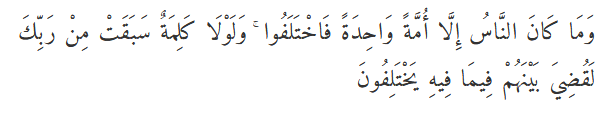 وَمَا كَانَ النَّاسُ إِلَّا أُمَّةً وَاحِدَةً فَاخْتَلَفُوا ۚ وَلَوْلَا كَلِمَةٌ سَبَقَتْ مِنْ رَبِّكَ
لَقُضِيَ بَيْنَهُمْ فِيمَا فِيهِ يَخْتَلِفُونَ